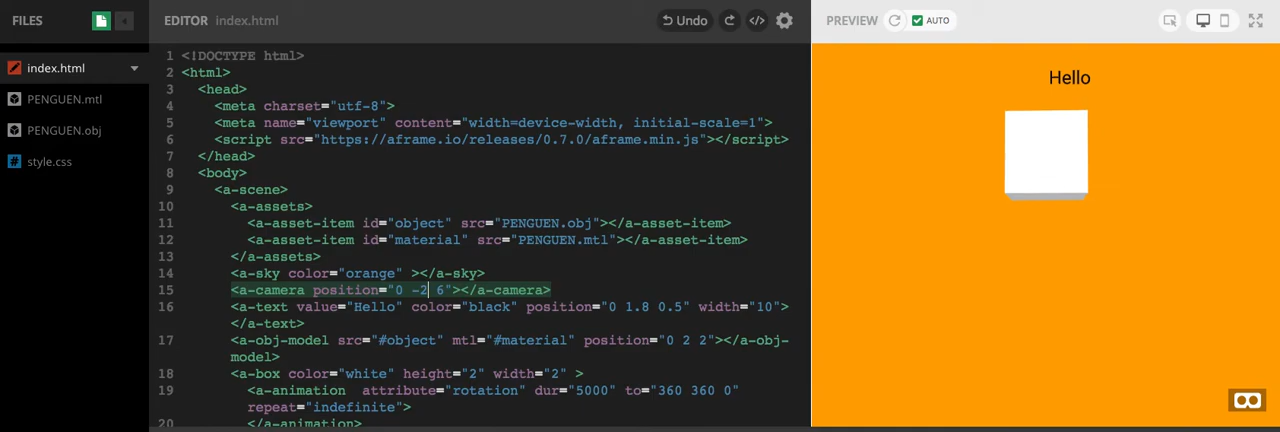 FILES
index.html
PENGUEN.mtl
PENGUEN.obj
style.css
EDITOR index.html
Undo
1 <!DOCTYPE html>
2 <html>
3 <head>
4 <meta charset="utf-8">
5 <meta name="viewport" content="width=device-width, initial-scale=1">
6 <script src="https://aframe.io/releases/0.7.0/aframe.min.js"></script>
7 </head>
8 <body>
9 <a-scene>
10 <a-assets>
11 <a-asset-item id="object" src="PENGUEN.obj"></a-asset-item>
12 <a-asset-item id="material" src="PENGUEN.mtl"></a-asset-item>
13 </a-assets>
14 <a-sky color="orange" ></a-sky>
15 <a-camera position="0 -2 6"></a-camera>
16 <a-text value="Hello" color="black" position="0 1.8 0.5" width="10">
</a-text>
17 <a-obj-model src="#object" mtl="#material" position="0 2 2"></a-obj-
model>
18 <a-box color="white" height="2" width="2" >
19 <a-animation  attribute="rotation" dur="5000" to="360 360 0"
repeat="indefinite">
20 </a-animation>
PREVIEW AUTO
Hello